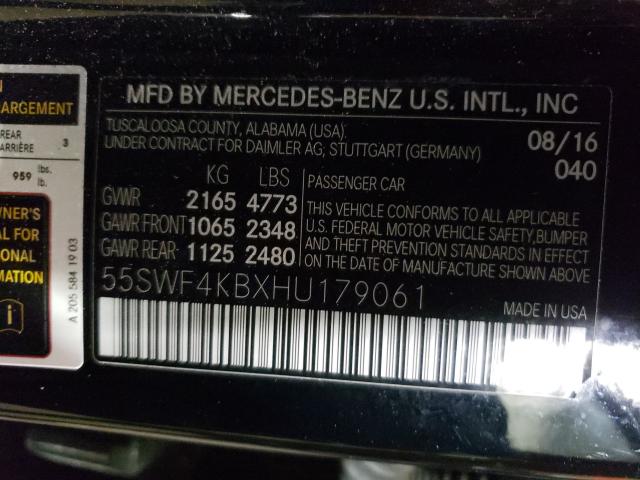 N
ARGEMENT
REAR
ARRIÈRE 3
959 lbs.
lb.
WNER'S
AL FOR
TIONAL
MATION
A 205 584 19 03
MFD BY MERCEDES-BENZ U.S. INTL., INC
TUSCALOOSA COUNTY, ALABAMA (USA).
UNDER CONTRACT FOR DAIMLER AG; STUTTGART (GERMANY)
08/16
040
KG LBS
GVWR 2165 4773
GAWR FRONT 1065 2348
GAWR REAR 1125 2480
PASSENGER CAR
THIS VEHICLE CONFORMS TO ALL APPLICABLE
U.S. FEDERAL MOTOR VEHICLE SAFETY,BUMPER
AND THEFT PREVENTION STANDARDS IN EFFECT
ON THE DATE OF MANUFACTURE SHOWN ABOVE.
55SWF4KBXHU179061
MADE IN USA